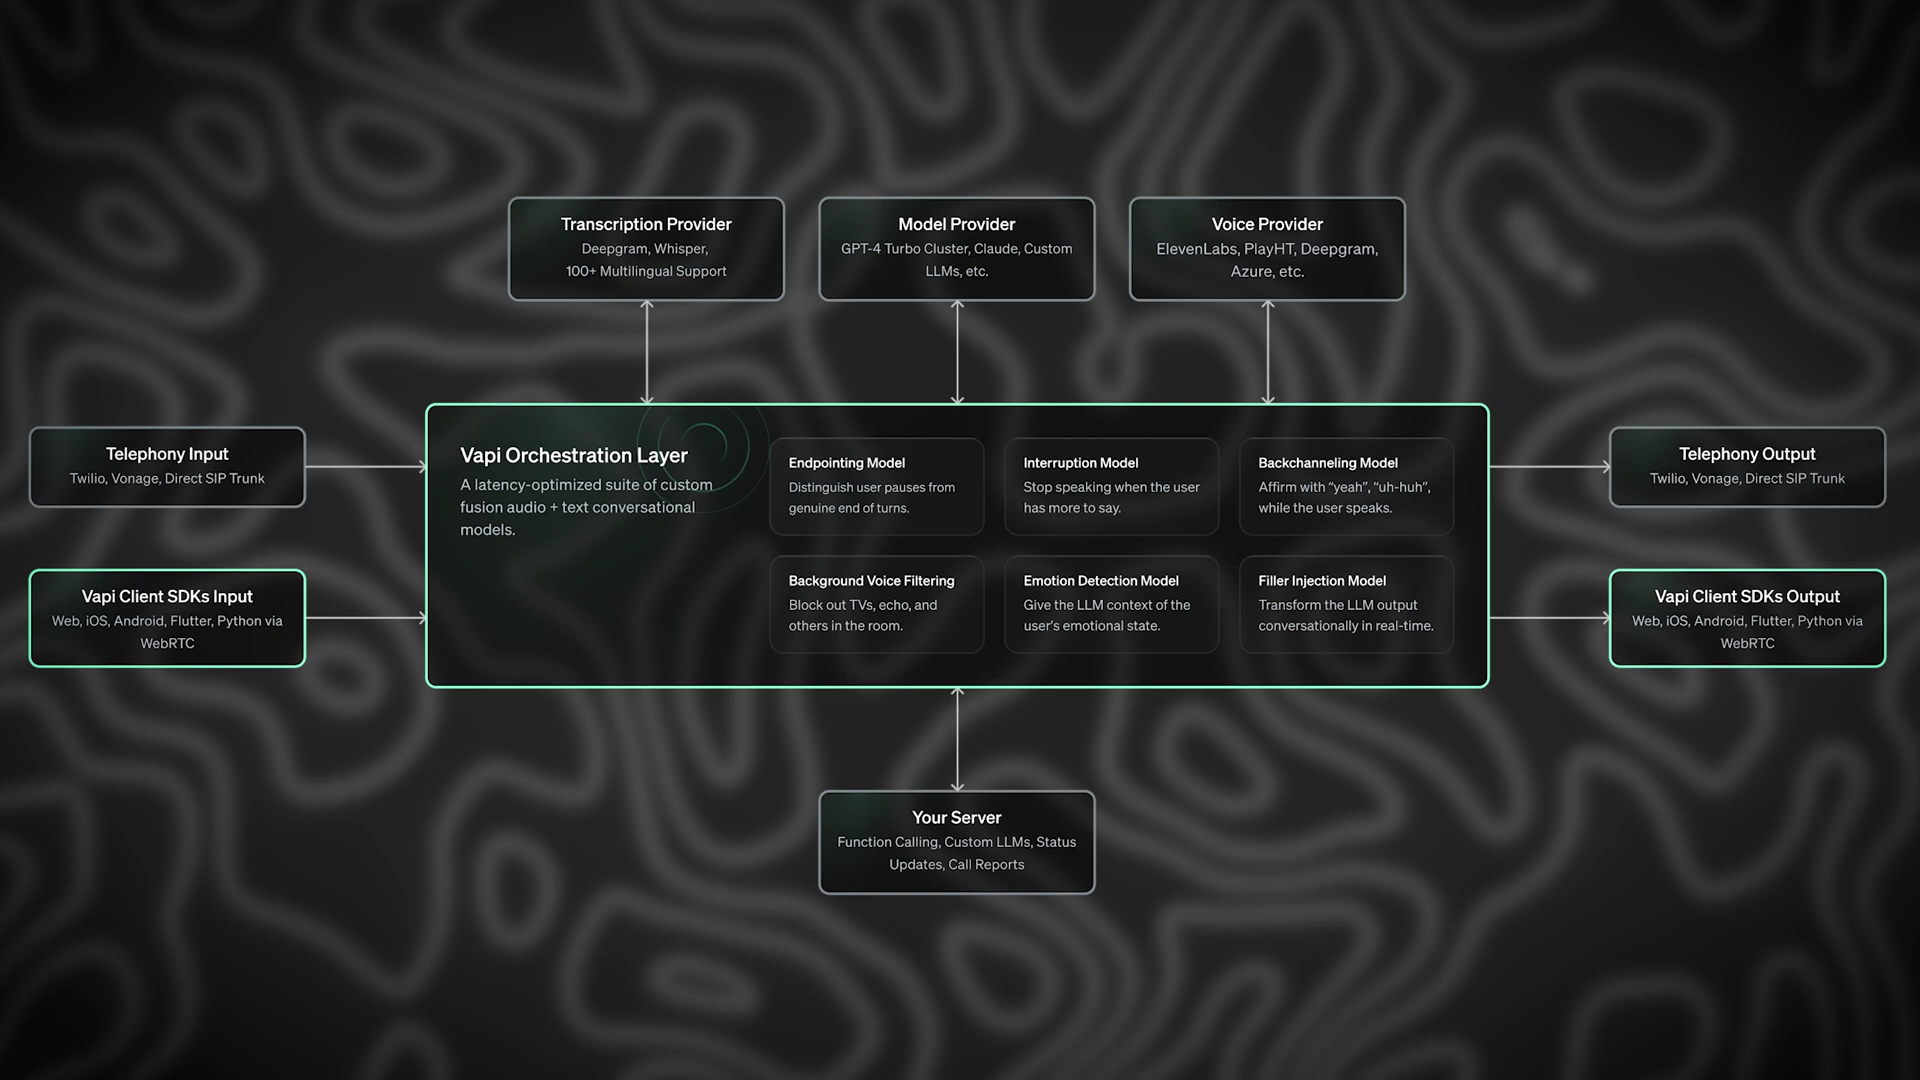 Transcription Provider
Deepgram, Whisper,
100+ Multilingual Support
Model Provider
GPT-4 Turbo Cluster, Claude, Custom
LLMs, etc.
Voice Provider
ElevenLabs, PlayHT, Deepgram,
Azure, etc.
Telephony Input
Twilio, Vonage, Direct SIP Trunk
Vapi Client SDKs Input
Web, iOS, Android, Flutter, Python via
WebRTC
Vapi Orchestration Layer
A latency-optimized suite of custom
fusion audio + text conversational
models.
Endpointing Model
Distinguish user pauses from
genuine end of turns.
Interruption Model
Stop speaking when the user
has more to say.
Backchanneling Model
Affirm with “yeah”, “uh-huh”,
while the user speaks.
Background Voice Filtering
Block out TVs, echo, and
others in the room.
Emotion Detection Model
Give the LLM context of the
user’s emotional state.
Filler Injection Model
Transform the LLM output
conversationally in real-time.
Telephony Output
Twilio, Vonage, Direct SIP Trunk
Vapi Client SDKs Output
Web, iOS, Android, Flutter, Python via
WebRTC
Your Server
Function Calling, Custom LLMs, Status
Updates, Call Reports